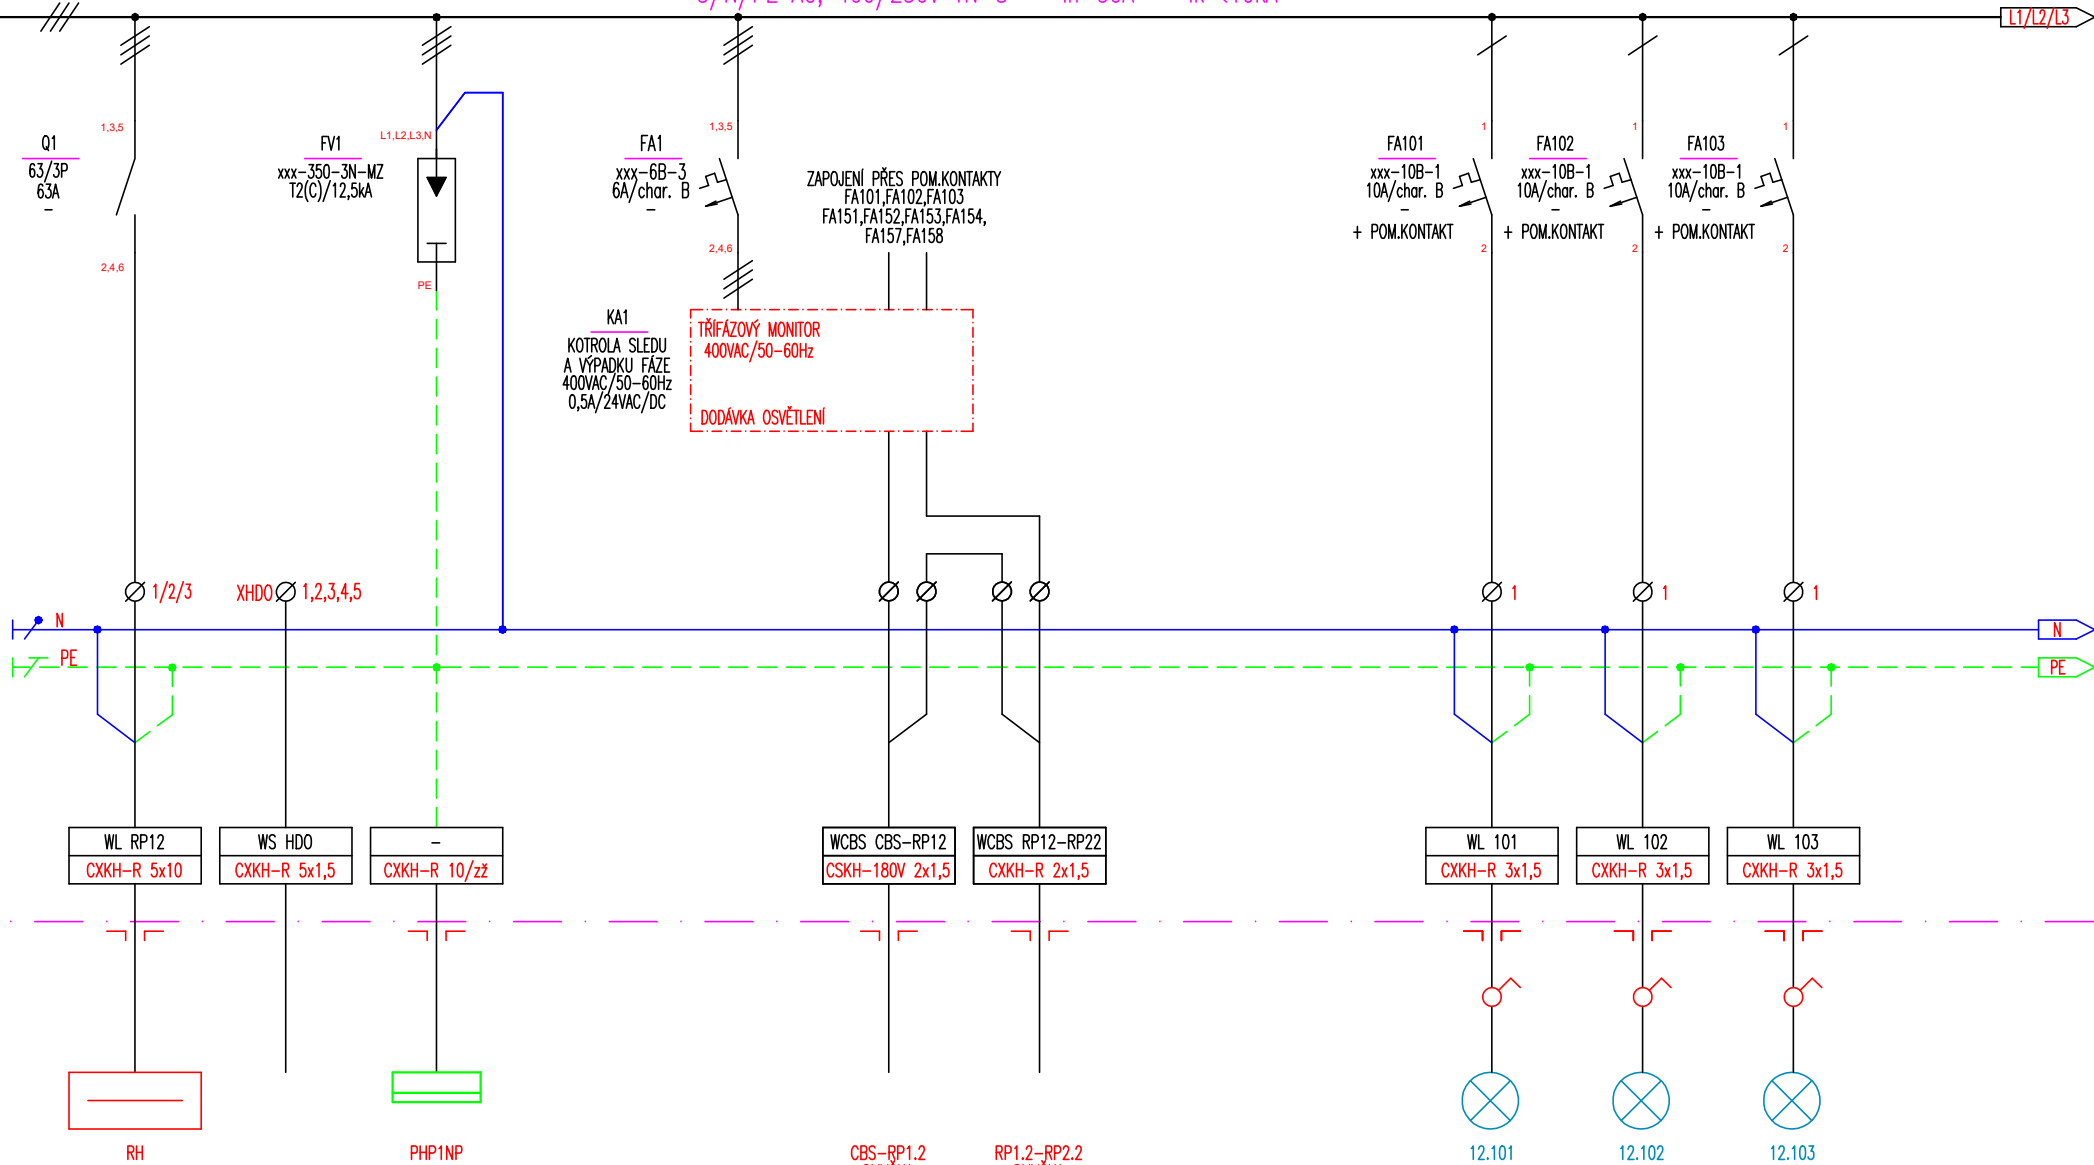 L1/L2/L3
Q1
63/3P
63A
-
1,3,5
2,4,6
FV1
xxx-350-3N-MZ
T2(C)/12,5kA
L1,L2,L3,N
PE
FA1
xxx-6B-3
6A/char. B
-
1,3,5
2,4,6
ZAPOJENÍ PŘES POM.KONTAKTY
FA101,FA102,FA103
FA151,FA152,FA153,FA154,
FA157,FA158
FA101
xxx-10B-1
10A/char. B
-
+ POM.KONTAKT
1
2
FA102
xxx-10B-1
10A/char. B
-
+ POM.KONTAKT
1
2
FA103
xxx-10B-1
10A/char. B
-
+ POM.KONTAKT
1
2
KA1
KOTROLA SLEDU
A VÝPADKU FÁZE
400VAC/50-60Hz
0,5A/24VAC/DC
TŘÍFÁZOVÝ MONITOR
400VAC/50-60Hz
DODÁVKA OSVĚTLENÍ
1/2/3
XHDO
1,2,3,4,5
1
1
1
N
N
PE
PE
WL RP12
CXKH-R 5x10
WS HDO
CXKH-R 5x1,5
-
CXKH-R 10/zž
WCBS CBS-RP12
CSKH-180V 2x1,5
WCBS RP12-RP22
CXKH-R 2x1,5
WL 101
CXKH-R 3x1,5
WL 102
CXKH-R 3x1,5
WL 103
CXKH-R 3x1,5
RH
PHP1NP
CBS-RP1.2
RP1.2-RP2.2
12.101
12.102
12.103